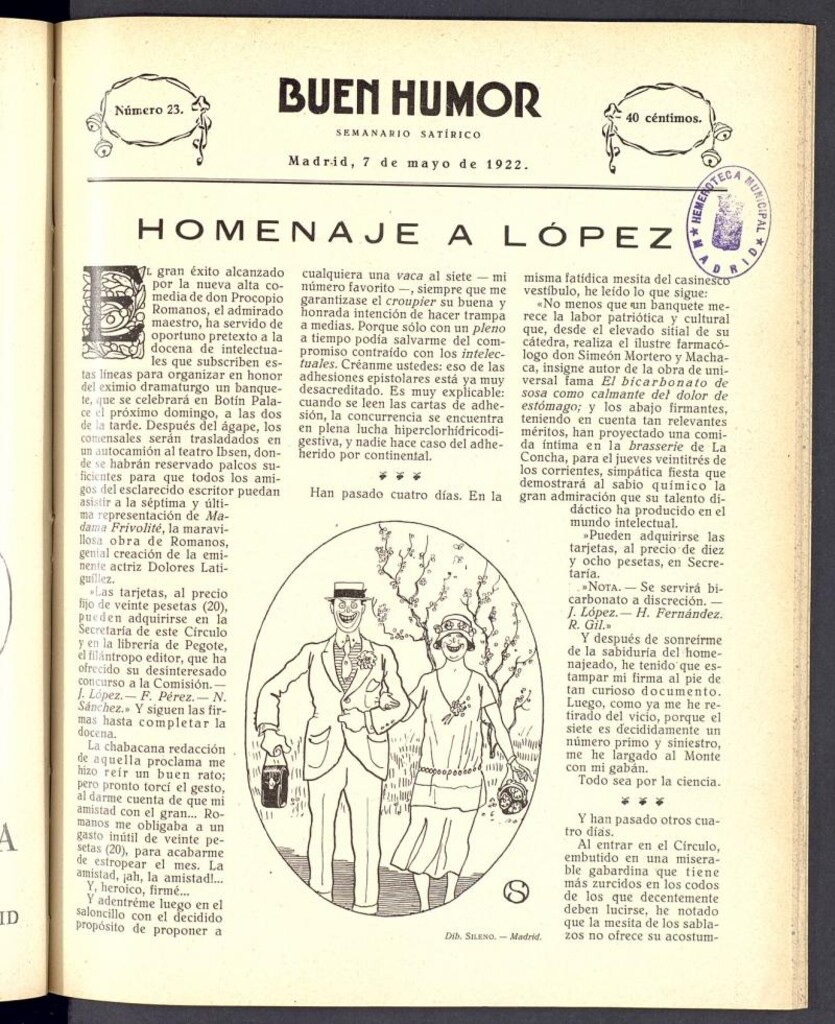 Número 23.
BUEN HUMOR
SEMANARIO SATÍRICO
Madrid, 7 de mayo de 1922.
40 céntimos.
HEMEROTECA MUNICIPAL
MADRID
HOMENAJE A LÓPEZ
EL gran éxito alcanzado
por la nueva alta co-
media de don Procopio
Romanos, el admirado
maestro, ha servido de
oportuno pretexto a la
docena de intelectua-
les que subscriben es-
tas líneas para organizar en honor
del eximio dramaturgo un banque-
te, que se celebrará en Botín Pala-
ce el próximo domingo, a las dos
de la tarde. Después del ágape, los
comensales serán trasladados en
un autocamión al teatro Ibsen, don-
de se habrán reservado palcos su-
ficientes para que todos los ami-
gos del esclarecido escritor puedan
asistir a la séptima y últi-
ma representación de Ma-
dama Frivolité, la maravi-
llosa obra de Romanos,
genial creación de la emi-
nente actriz Dolores Lati-
guillez.
»Las tarjetas, al precio
fijo de veinte pesetas (20),
pueden adquirirse en la
Secretaría de este Círculo
y en la librería de Pegote,
el filántropo editor, que ha
ofrecido su desinteresado
concurso a la Comisión.—
J. López.— F. Pérez.— N.
Sánchez.» Y siguen las fir-
mas hasta completar la
docena.
La chabacana redacción
de aquella proclama me
hizo reír un buen rato;
pero pronto torcí el gesto,
al darme cuenta de que mi
amistad con el gran... Ro-
manos me obligaba a un
gasto inútil de veinte pe-
setas (20), para acabarme
de estropear el mes. La
amistad, ¡ah, la amistad!...
Y, heroico, firmé...
Y adentréme luego en el
saloncillo con el decidido
propósito de proponer a
cualquiera una vaca al siete — mi
número favorito —, siempre que me
garantizase el croupier su buena y
honrada intención de hacer trampa
a medias. Porque sólo con un pleno
a tiempo podía salvarme del com-
promiso contraído con los intelec-
tuales. Créanme ustedes: eso de las
adhesiones epistolares está ya muy
desacreditado. Es muy explicable:
cuando se leen las cartas de adhe-
sión, la concurrencia se encuentra
en plena lucha hiperclorhídricodi-
gestiva, y nadie hace caso del adhe-
herido por continental.
Han pasado cuatro días. En la
Dib. SILENO. — Madrid.
misma fatídica mesita del casinesco
vestíbulo, he leído lo que sigue:
«No menos que un banquete me-
rece la labor patriótica y cultural
que, desde el elevado sitial de su
cátedra, realiza el ilustre farmacó-
logo don Simeón Mortero y Macha-
ca, insigne autor de la obra de uni-
versal fama El bicarbonato de
sosa como calmante del dolor de
estómago; y los abajo firmantes,
teniendo en cuenta tan relevantes
méritos, han proyectado una comi-
da íntima en la brasserie de La
Concha, para el jueves veintitrés de
los corrientes, simpática fiesta que
demostrará al sabio químico la
gran admiración que su talento di-
dáctico ha producido en el
mundo intelectual.
»Pueden adquirirse las
tarjetas, al precio de diez
y ocho pesetas, en Secre-
taría.
»NOTA. — Se servirá bi-
carbonato a discreción. —
J. López.— H. Fernández.
R. Gil.»
Y después de sonreírme
de la sabiduría del home-
najeado, he tenido que es-
tampar mi firma al pie de
tan curioso documento.
Luego, como ya me he re-
tirado del vicio, porque el
siete es decididamente un
número primo y siniestro,
me he largado al Monte
con mi gabán.
Todo sea por la ciencia.
Y han pasado otros cua-
tro días.
Al entrar en el Círculo,
embutido en una misera-
ble gabardina que tiene
más zurcidos en los codos
de los que decentemente
deben lucirse, he notado
que la mesita de los sabla-
zos no ofrece su acostum-